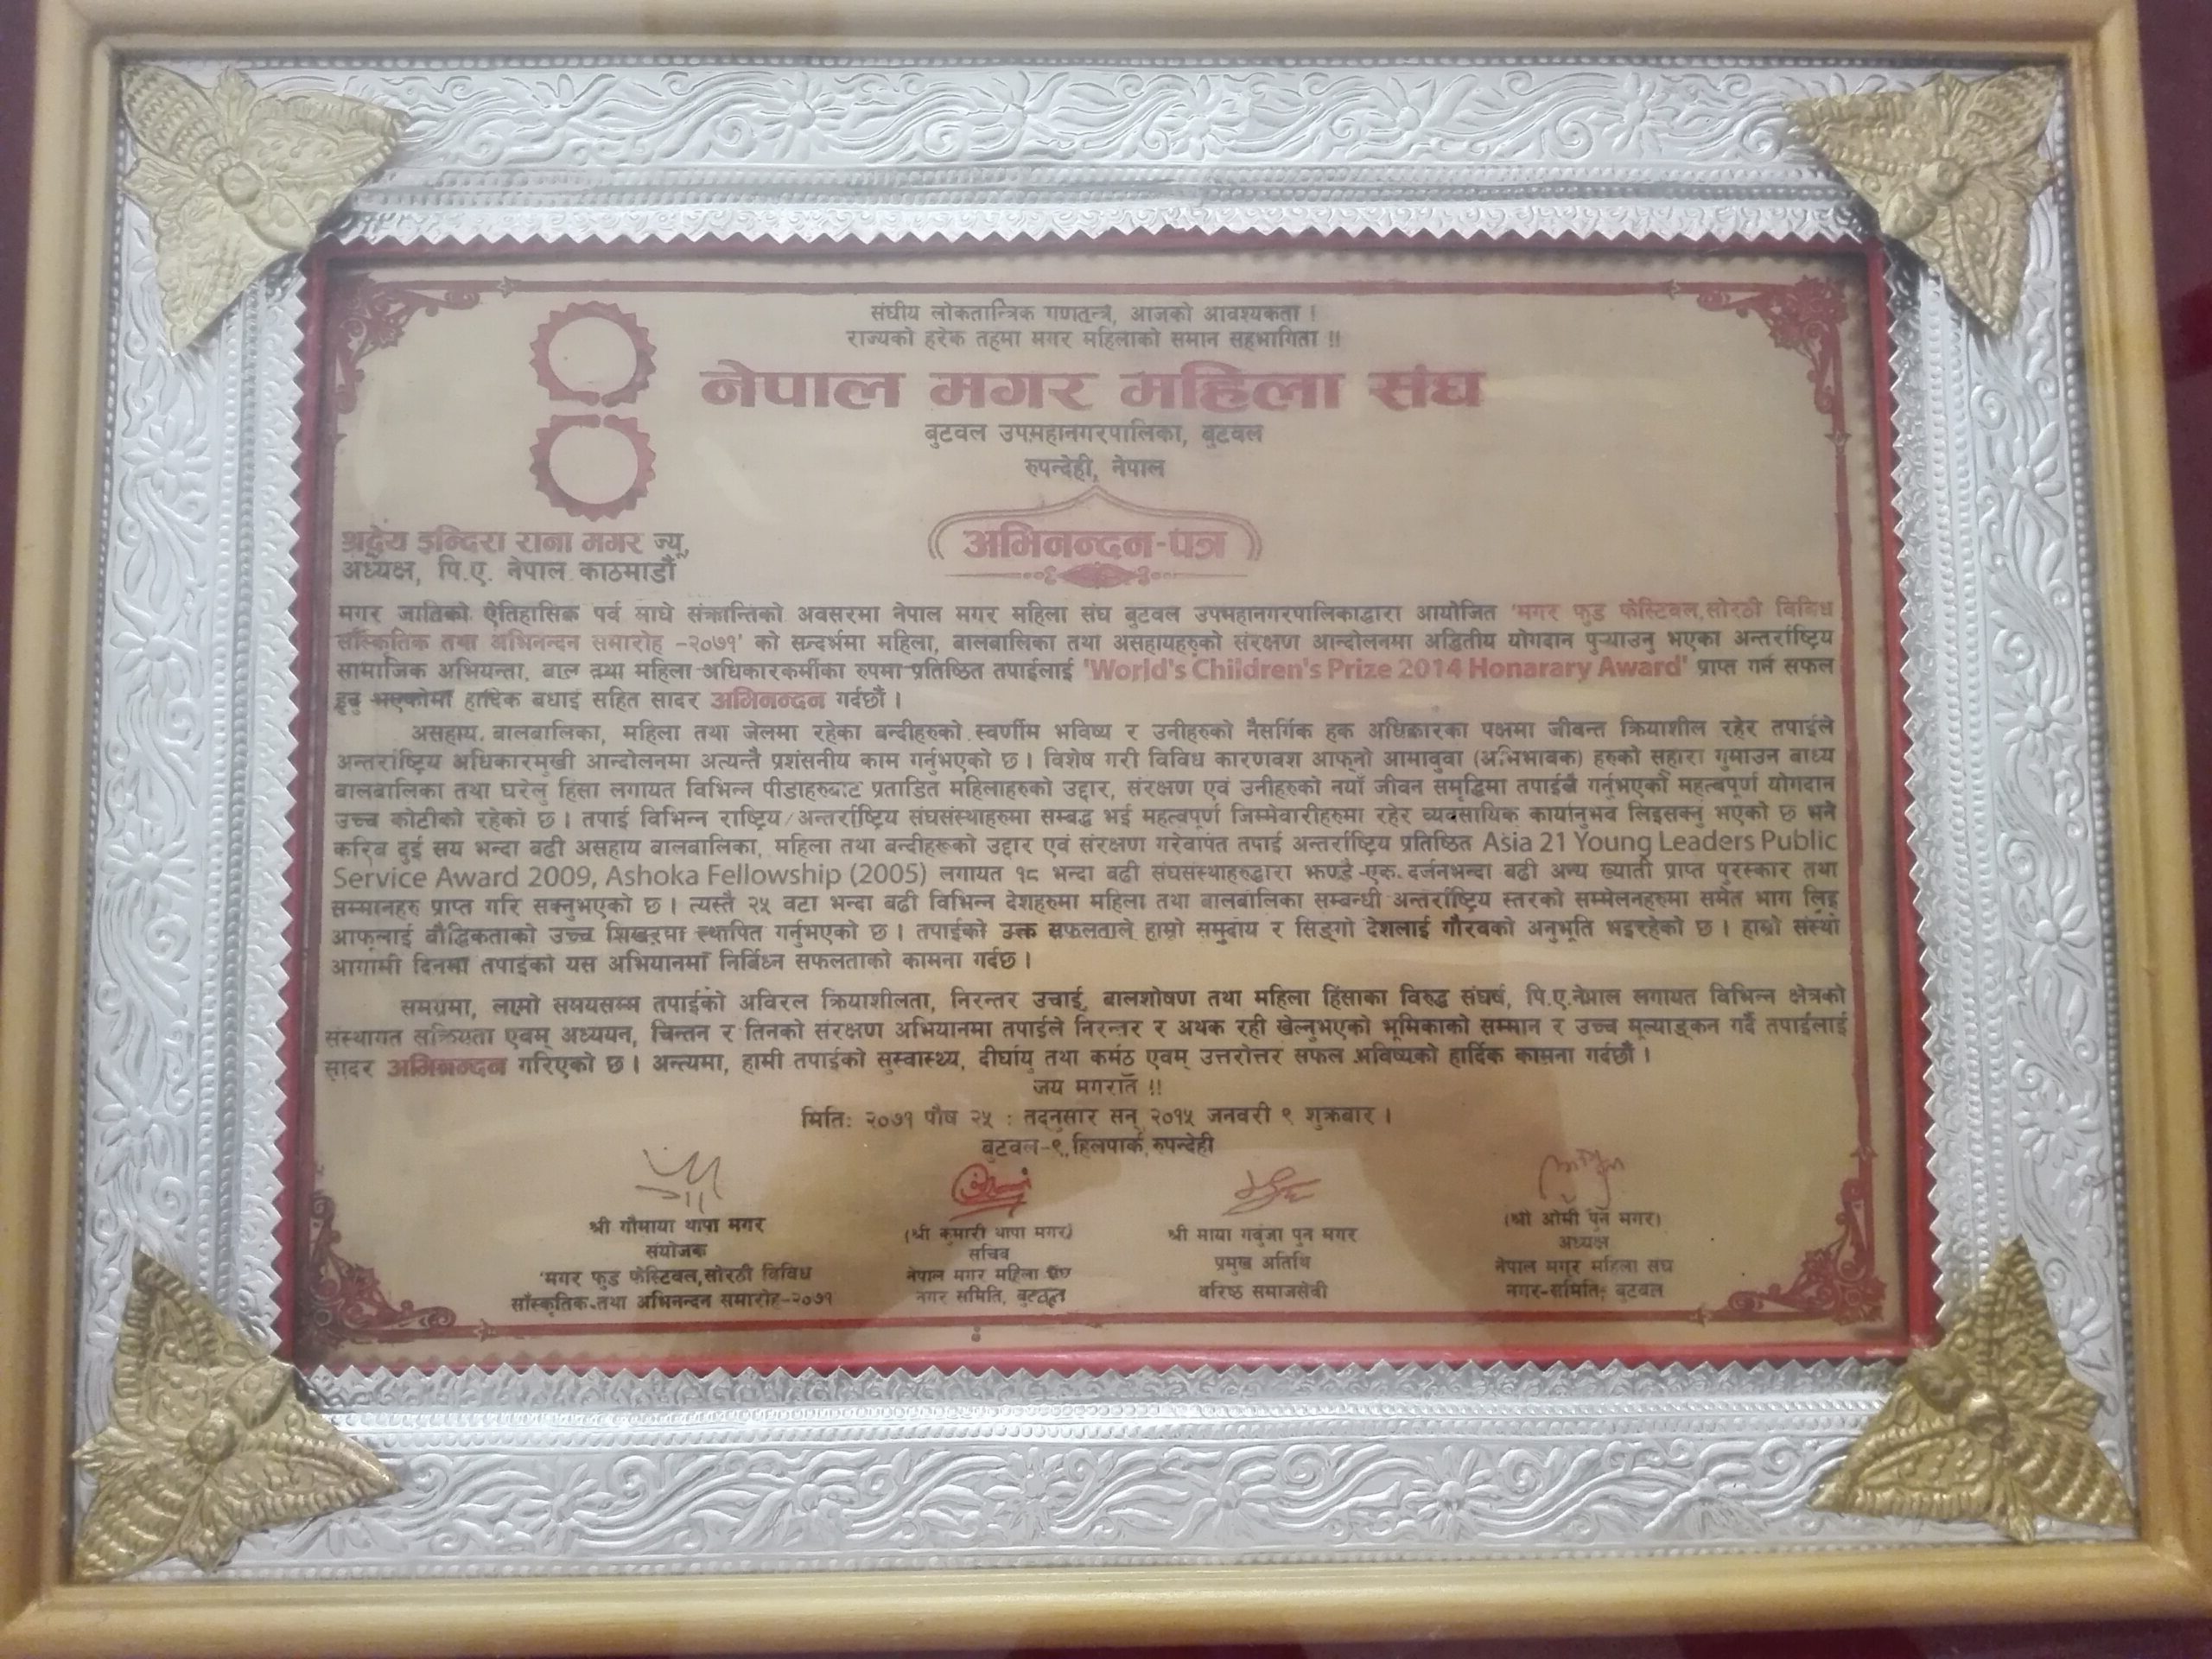 संघीय लोकतान्त्रिक गणतन्त्र, आजको आवश्यकता !
राज्यको हरेक तहमा मगर महिलाको समान सहभागिता !!
नेपाल मगर महिला संघ
बुटवल उपमहानगरपालिका, बुटवल
रुपन्देही, नेपाल
अभिनन्दन-पत्र
श्रद्धेय इन्दिरा राना मगर ज्यू,
अध्यक्ष, पि.ए. नेपाल काठमाडौं
मगर जातिको ऐतिहासिक पर्व माघे संक्रान्तिको अवसरमा नेपाल मगर महिला संघ बुटवल उपमहानगरपालिकाद्वारा आयोजित 'मगर फुड फेस्टिवल,सोरठी विविध
साँस्कृतिक तथा अभिनन्दन समारोह -२०७१' को सन्दर्भमा महिला, बालबालिका तथा असहायहरुको संरक्षण आन्दोलनमा अद्वितीय योगदान पुऱ्याउनु भएका अन्तर्राष्ट्रिय
सामाजिक अभियन्ता, बाल तथा महिला अधिकारकर्मीका रुपमा प्रतिष्ठित तपाईलाई 'World's Children's Prize 2014 Honarary Award' प्राप्त गर्न सफल
हुनु भएकोमा हार्दिक बधाई सहित सादर अभिनन्दन गर्दछौं ।
असहाय बालबालिका, महिला तथा जेलमा रहेका बन्दीहरुको स्वर्णीम भविष्य र उनीहरुको नैसर्गिक हक अधिकारका पक्षमा जीवन्त क्रियाशील रहेर तपाईले
अन्तर्राष्ट्रिय अधिकारमुखी आन्दोलनमा अत्यन्तै प्रशंसनीय काम गर्नुभएको छ । विशेष गरी विविध कारणवश आफ्नो आमावुवा (अभिभावक) हरुको सहारा गुमाउन बाध्य
बालबालिका तथा घरेलु हिंसा लगायत विभिन्न पीडाहरुबाट प्रताडित महिलाहरुको उद्दार, संरक्षण एवं उनीहरुको नयाँ जीवन समृद्धिमा तपाईले गर्नुभएको महत्वपूर्ण योगदान
उच्च कोटीको रहेको छ । तपाई विभिन्न राष्ट्रिय/अन्तर्राष्ट्रिय संघसंस्थाहरुमा सम्बद्ध भई महत्वपूर्ण जिम्मेवारीहरुमा रहेर व्यवसायिक कार्यानुभव लिइसक्नु भएको छ भने
करिब दुई सय भन्दा बढी असहाय बालबालिका, महिला तथा बन्दीहरूको उद्दार एवं संरक्षण गरेवापत तपाई अन्तर्राष्ट्रिय प्रतिष्ठित Asia 21 Young Leaders Public
Service Award 2009, Ashoka Fellowship (2005) लगायत १८ भन्दा बढी संघसंस्थाहरुद्धारा झण्डै एक दर्जनभन्दा बढी अन्य ख्याती प्राप्त पुरस्कार तथा
सम्मानहरु प्राप्त गरि सक्नुभएको छ । त्यस्तै २५ वटा भन्दा बढी विभिन्न देशहरुमा महिला तथा बालबालिका सम्बन्धी अन्तर्राष्ट्रिय स्तरको सम्मेलनहरुमा समेत भाग लिइ
आफूलाई बौद्धिकताको उच्च शिखरमा स्थापित गर्नुभएको छ । तपाईको उक्त सफलताले हाम्रो समुदाय र सिङ्गो देशलाई गौरवको अनुभूति भइरहेको छ । हाम्रो संस्था
आगामी दिनमा तपाईको यस अभियानमाँ निर्विघ्न सफलताको कामना गर्दछ ।
समग्रमा, लामो समयसम्म तपाईको अविरल क्रियाशीलता, निरन्तर उचाई, बालशोषण तथा महिला हिंसाका विरुद्ध संघर्ष, पि.ए.नेपाल लगायत विभिन्न क्षेत्रको
संस्थागत सक्रियता एवम् अध्ययन, चिन्तन र तिनको संरक्षण अभियानमा तपाईले निरन्तर र अथक रही खेल्नुभएको भूमिकाको सम्मान र उच्च मूल्याङ्कन गर्दै तपाईलाई
सादर अभिनन्दन गरिएको छ । अन्त्यमा, हामी तपाईको सुस्वास्थ्य, दीर्घायु तथा कर्मठ एवम् उत्तरोत्तर सफल भविष्यको हार्दिक कामना गर्दछौं ।
जय मगराँत !!
मितिः २०७१ पौष २५ : तदनुसार सन् २०१५ जनवरी ९ शुक्रबार ।
बुटवल-९, हिलपार्क, रुपन्देही
श्री गौमाया थापा मगर
संयोजक
'मगर फुड फेस्टिवल,सोरठी विविध
साँस्कृतिक तथा अभिनन्दन समारोह-२०७१
(श्री कुमारी थापा मगर)
सचिव
नेपाल मगर महिला संघ
नगर समिति, बुटवल
श्री माया गर्बुजा पुन मगर
प्रमुख अतिथि
वरिष्ठ समाजसेवी
(श्री ओमी पुन मगर)
अध्यक्ष
नेपाल मगर महिला संघ
नगर-समिति, बुटवल